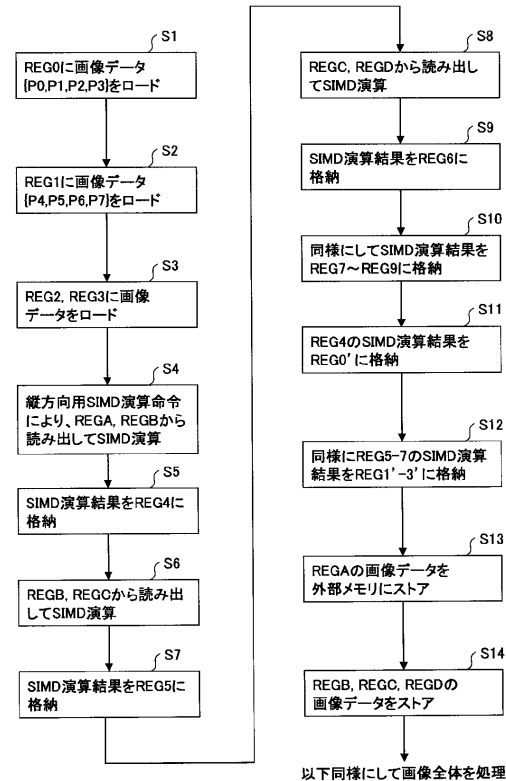 S1
REG0に画像データ
{P0,P1,P2,P3}をロード
S2
REG1に画像データ
{P4,P5,P6,P7}をロード
S3
REG2, REG3に画像
データをロード
S4
縦方向用SIMD演算命令
により、REGA, REGBから
読み出してSIMD演算
S5
SIMD演算結果をREG4に
格納
S6
REGB, REGCから読み出
してSIMD演算
S7
SIMD演算結果をREG5に
格納
S8
REGC, REGDから読み出し
てSIMD演算
S9
SIMD演算結果をREG6に
格納
S10
同様にしてSIMD演算結果を
REG7～REG9に格納
S11
REG4のSIMD演算結果を
REG0'に格納
S12
同様にREG5-7のSIMD演算
結果をREG1'-3'に格納
S13
REGAの画像データを
外部メモリにストア
S14
REGB, REGC, REGDの
画像データをストア
以下同様にして画像全体を処理